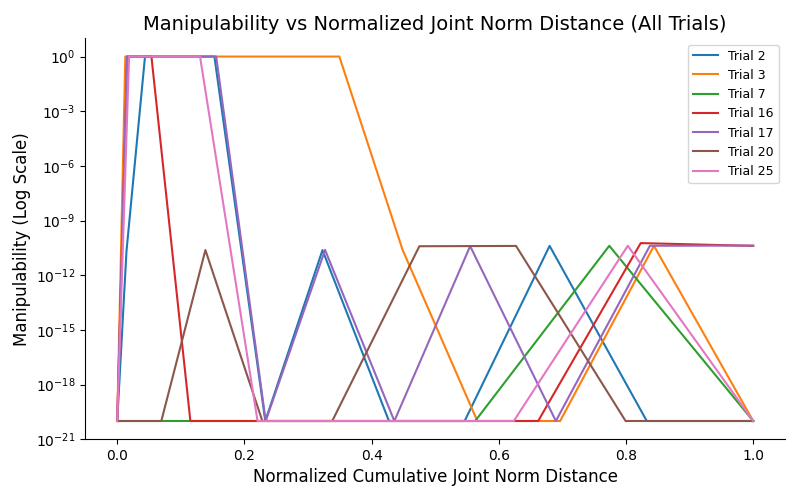 Manipulability vs Normalized Joint Norm Distance (All Trials)
Manipulability (Log Scale)
10⁰
10⁻³
10⁻⁶
10⁻⁹
10⁻¹²
10⁻¹⁵
10⁻¹⁸
10⁻²¹
Trial 2
Trial 3
Trial 7
Trial 16
Trial 17
Trial 20
Trial 25
0.0 0.2 0.4 0.6 0.8 1.0
Normalized Cumulative Joint Norm Distance